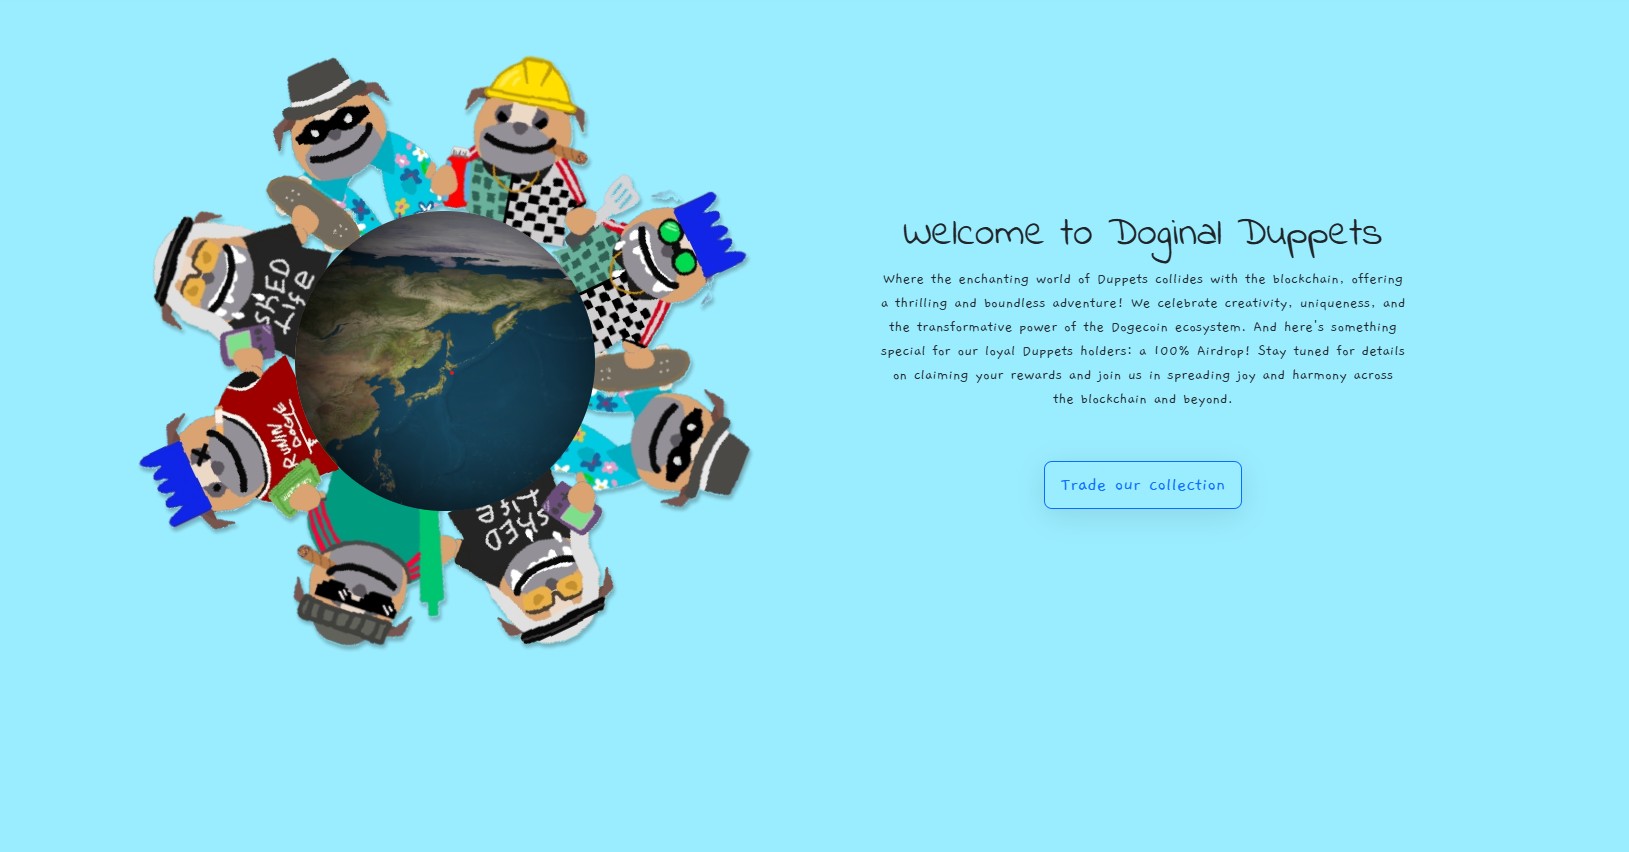 Welcome to Doginal Duppets
Where the enchanting world of Duppets collides with the blockchain, offering
a thrilling and boundless adventure! We celebrate creativity, uniqueness, and
the transformative power of the Dogecoin ecosystem. And here's something
special for our loyal Duppets holders: a 100% Airdrop! Stay tuned for details
on claiming your rewards and join us in spreading joy and harmony across
the blockchain and beyond.
Trade our collection
SHED
Life
RUNIN
DOGGIE
SHED
LIFE